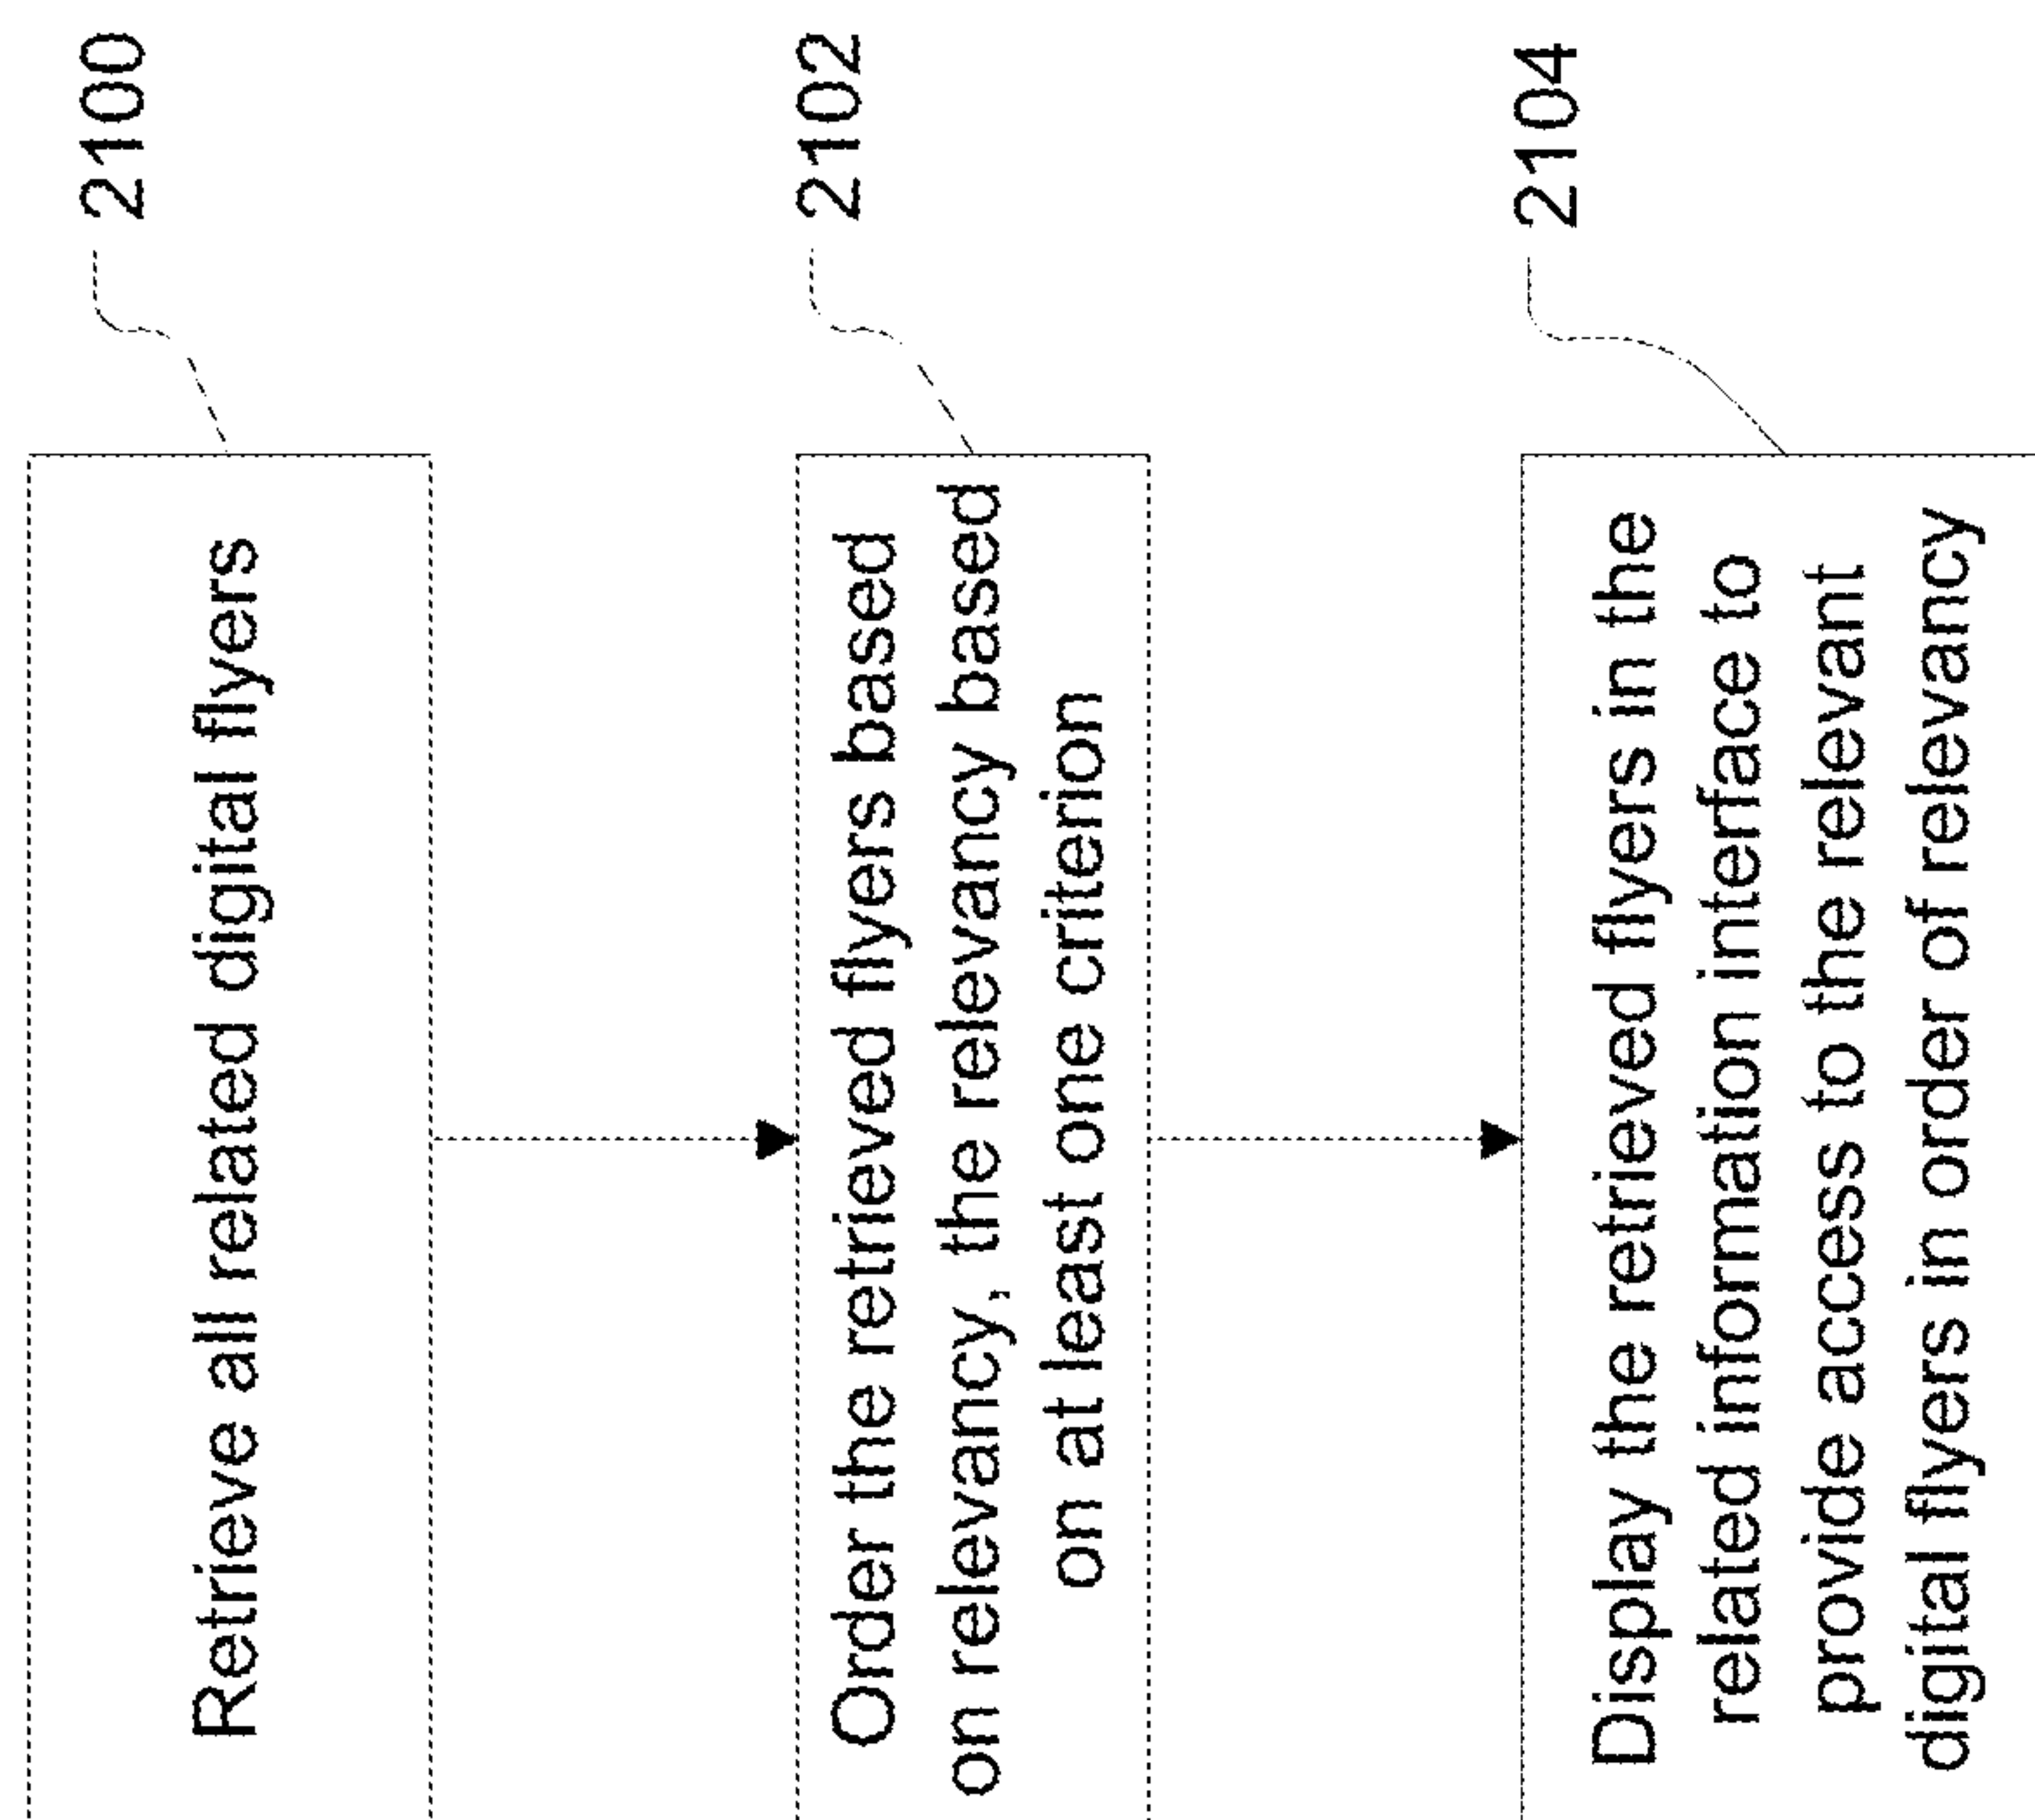 Retrieve all related digital flyers
2100
Order the retrieved flyers based
on relevancy, the relevancy based
on at least one criterion
2102
Display the retrieved flyers in the
related information interface to
provide access to the relevant
digital flyers in order of relevancy
2104